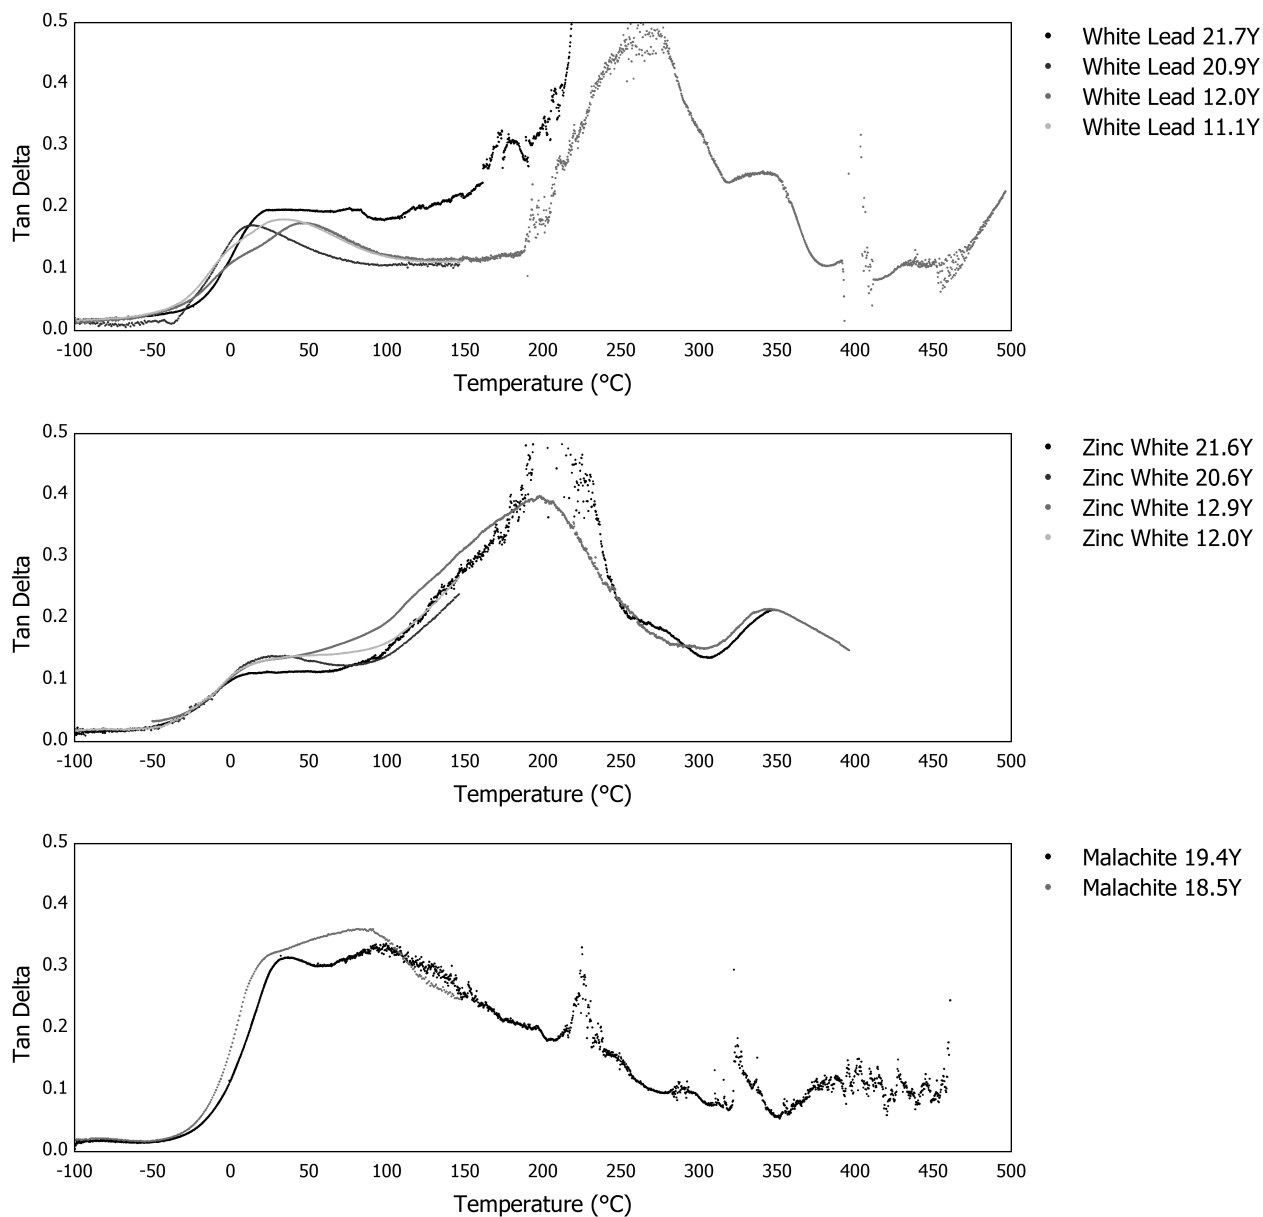 0.5
0.4
0.3
0.2
0.1
0.0
Tan Delta
-100 -50 0 50 100 150 200 250 300 350 400 450 500
Temperature (°C)
White Lead 21.7Y
White Lead 20.9Y
White Lead 12.0Y
White Lead 11.1Y
0.5
0.4
0.3
0.2
0.1
0.0
Tan Delta
-100 -50 0 50 100 150 200 250 300 350 400 450 500
Temperature (°C)
Zinc White 21.6Y
Zinc White 20.6Y
Zinc White 12.9Y
Zinc White 12.0Y
0.5
0.4
0.3
0.2
0.1
0.0
Tan Delta
-100 -50 0 50 100 150 200 250 300 350 400 450 500
Temperature (°C)
Malachite 19.4Y
Malachite 18.5Y